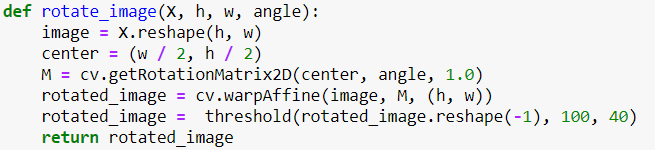 def rotate_image(X, h, w, angle):
    image = X.reshape(h, w)
    center = (w / 2, h / 2)
    M = cv.getRotationMatrix2D(center, angle, 1.0)
    rotated_image = cv.warpAffine(image, M, (h, w))
    rotated_image =  threshold(rotated_image.reshape(-1), 100, 40)
    return rotated_image